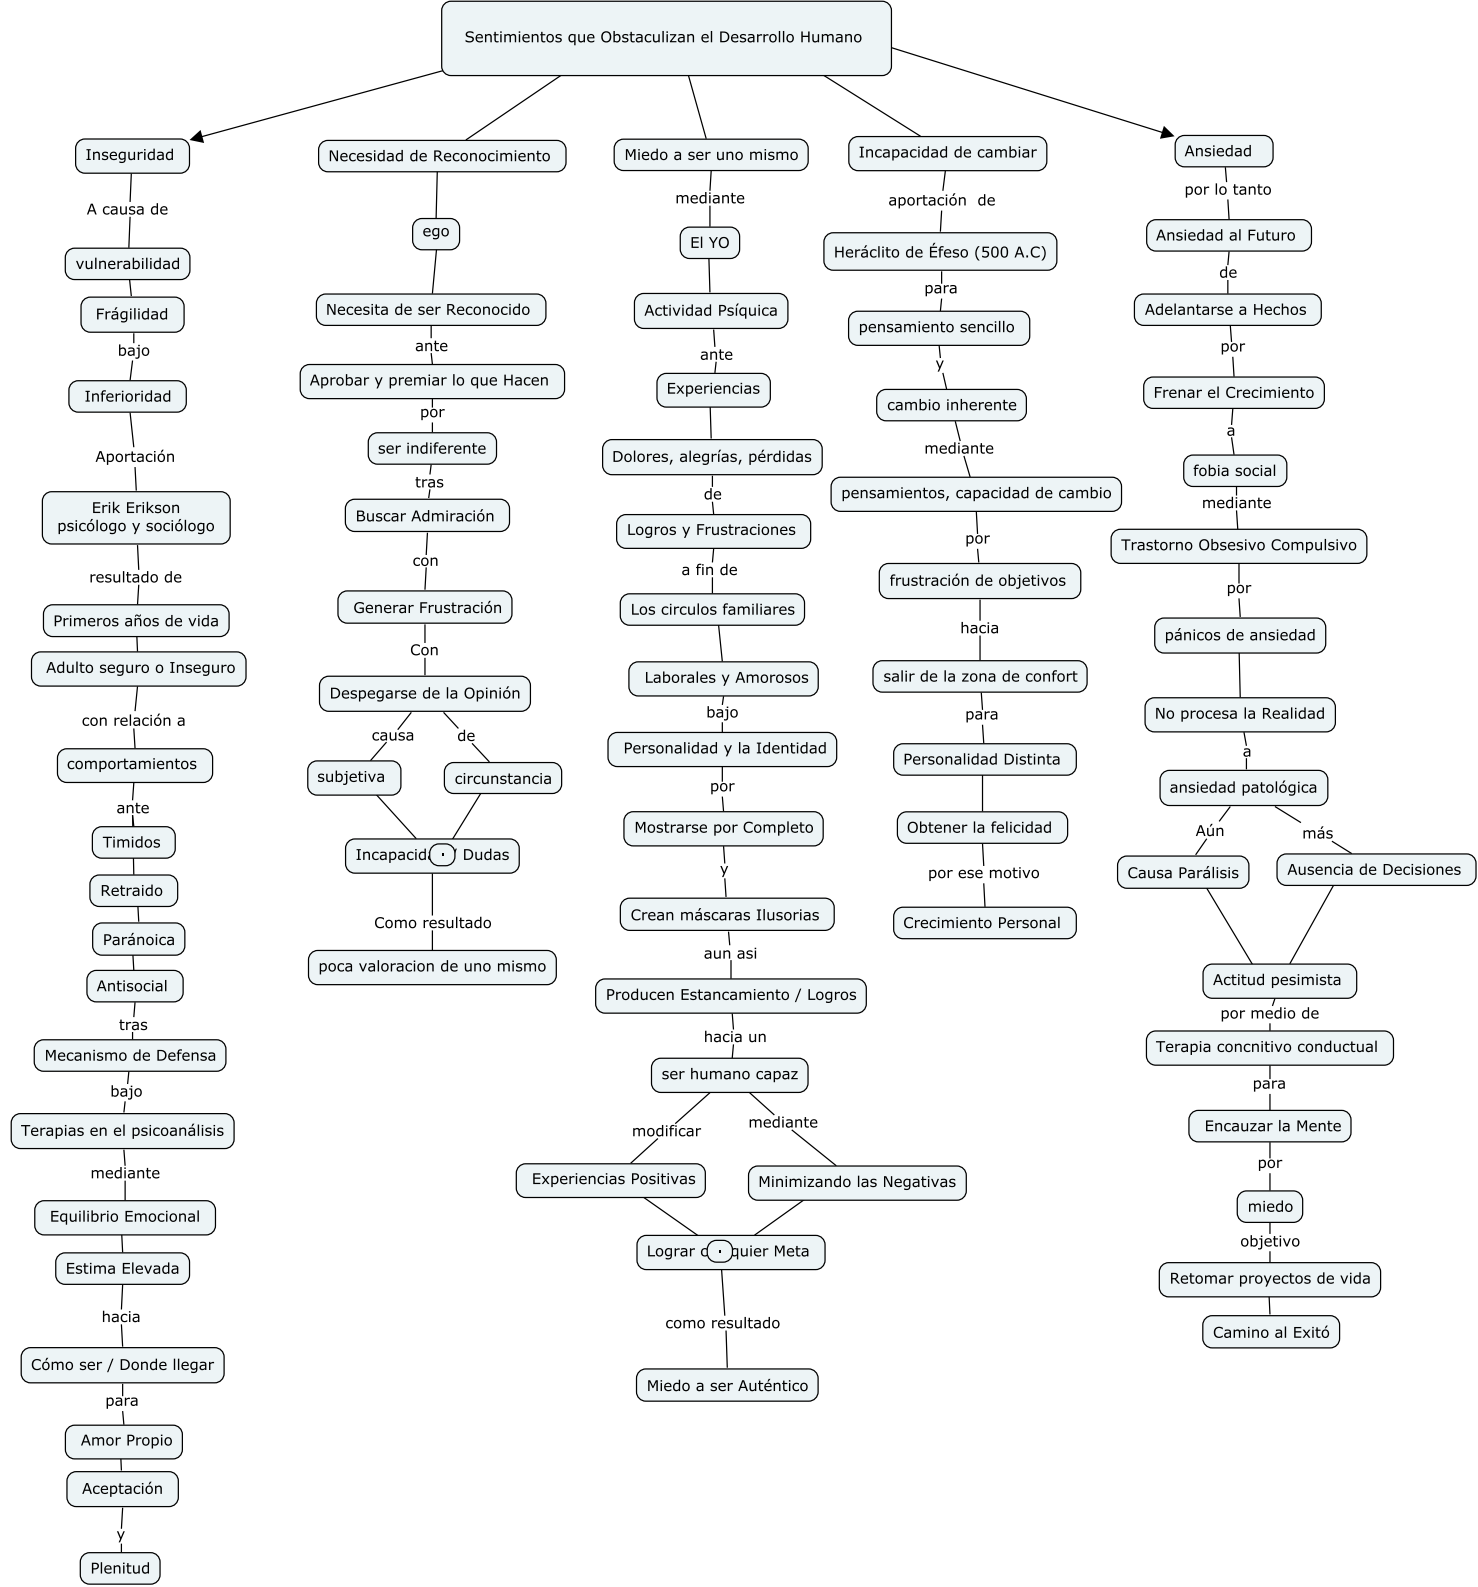 Sentimientos que Obstaculizan el Desarrollo Humano
Inseguridad
A causa de
vulnerabilidad
Frágilidad
bajo
Inferioridad
Aportación
Erik Erikson
psicólogo y sociólogo
resultado de
Primeros años de vida
Adulto seguro o Inseguro
con relación a
comportamientos
ante
Timidos
Retraido
Paránoica
Antisocial
tras
Mecanismo de Defensa
bajo
Terapias en el psicoanálisis
mediante
Equilibrio Emocional
Estima Elevada
hacia
Cómo ser / Donde llegar
para
Amor Propio
Aceptación
y
Plenitud
Necesidad de Reconocimiento
ego
Necesita de ser Reconocido
ante
Aprobar y premiar lo que Hacen
por
ser indiferente
tras
Buscar Admiración
con
Generar Frustración
Con
Despegarse de la Opinión
causa
de
subjetiva
circunstancia
Dudas
Como resultado
poca valoracion de uno mismo
Miedo a ser uno mismo
mediante
El YO
Actividad Psíquica
ante
Experiencias
Dolores, alegrías, pérdidas
de
Logros y Frustraciones
a fin de
Los circulos familiares
Laborales y Amorosos
bajo
Personalidad y la Identidad
por
Mostrarse por Completo
y
Crean máscaras Ilusorias
aun asi
Producen Estancamiento / Logros
hacia un
ser humano capaz
modificar
mediante
Experiencias Positivas
Minimizando las Negativas
Lograr Meta
como resultado
Miedo a ser Auténtico
Incapacidad de cambiar
aportación de
Heráclito de Éfeso (500 A.C)
para
pensamiento sencillo
y
cambio inherente
mediante
pensamientos, capacidad de cambio
por
frustración de objetivos
hacia
salir de la zona de confort
para
Personalidad Distinta
Obtener la felicidad
por ese motivo
Crecimiento Personal
Ansiedad
por lo tanto
Ansiedad al Futuro
de
Adelantarse a Hechos
por
Frenar el Crecimiento
a
fobia social
mediante
Trastorno Obsesivo Compulsivo
por
pánicos de ansiedad
No procesa la Realidad
a
ansiedad patológica
Aún
más
Causa Parálisis
Ausencia de Decisiones
Actitud pesimista
por medio de
Terapia concnitivo conductual
para
Encauzar la Mente
por
miedo
objetivo
Retomar proyectos de vida
Camino al Exitó